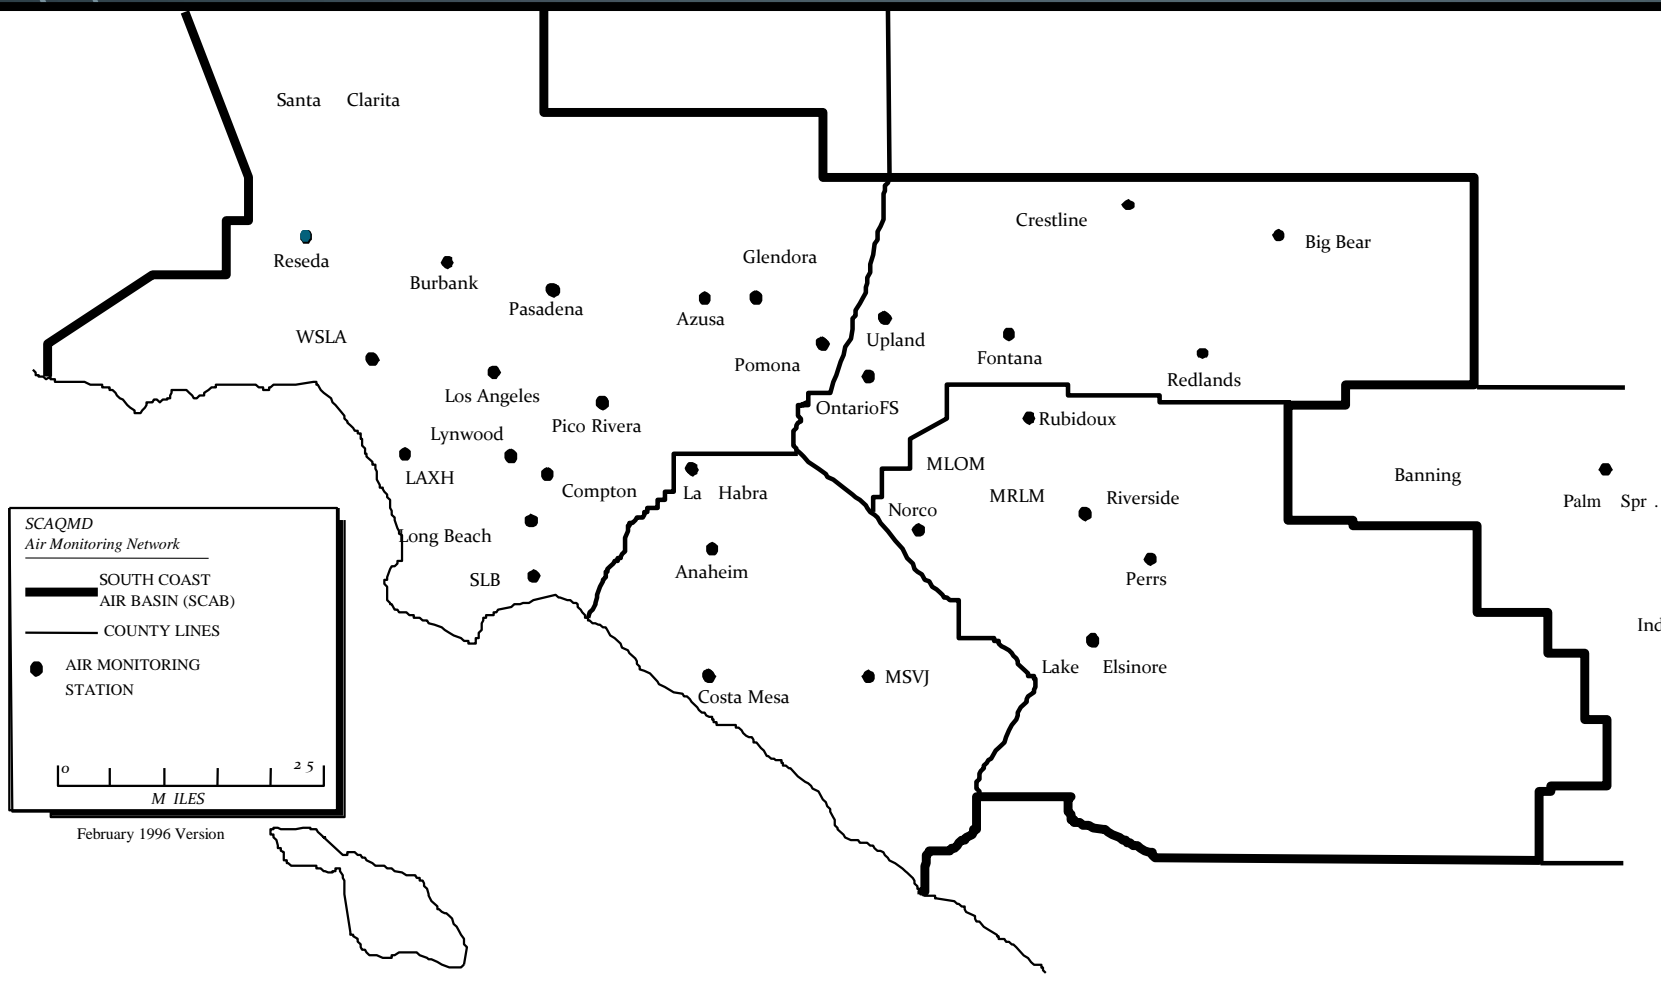 Santa Clarita
Crestline
Big Bear
Reseda
Glendora
Burbank
Pasadena
Azusa
WSLA
Upland
Pomona
Fontana
Redlands
Los Angeles
OntarioFS
Pico Rivera
Rubidoux
Lynwood
MLOM
LAXH
Banning
Compton
La Habra
MRLM
Riverside
Palm Spr .
Norco
Long Beach
Anaheim
SLB
Perrs
Ind
Lake Elsinore
Costa Mesa
MSVJ
SCAQMD
Air Monitoring Network
SOUTH COAST
AIR BASIN (SCAB)
COUNTY LINES
AIR MONITORING
STATION
0 2 5
M ILES
February 1996 Version